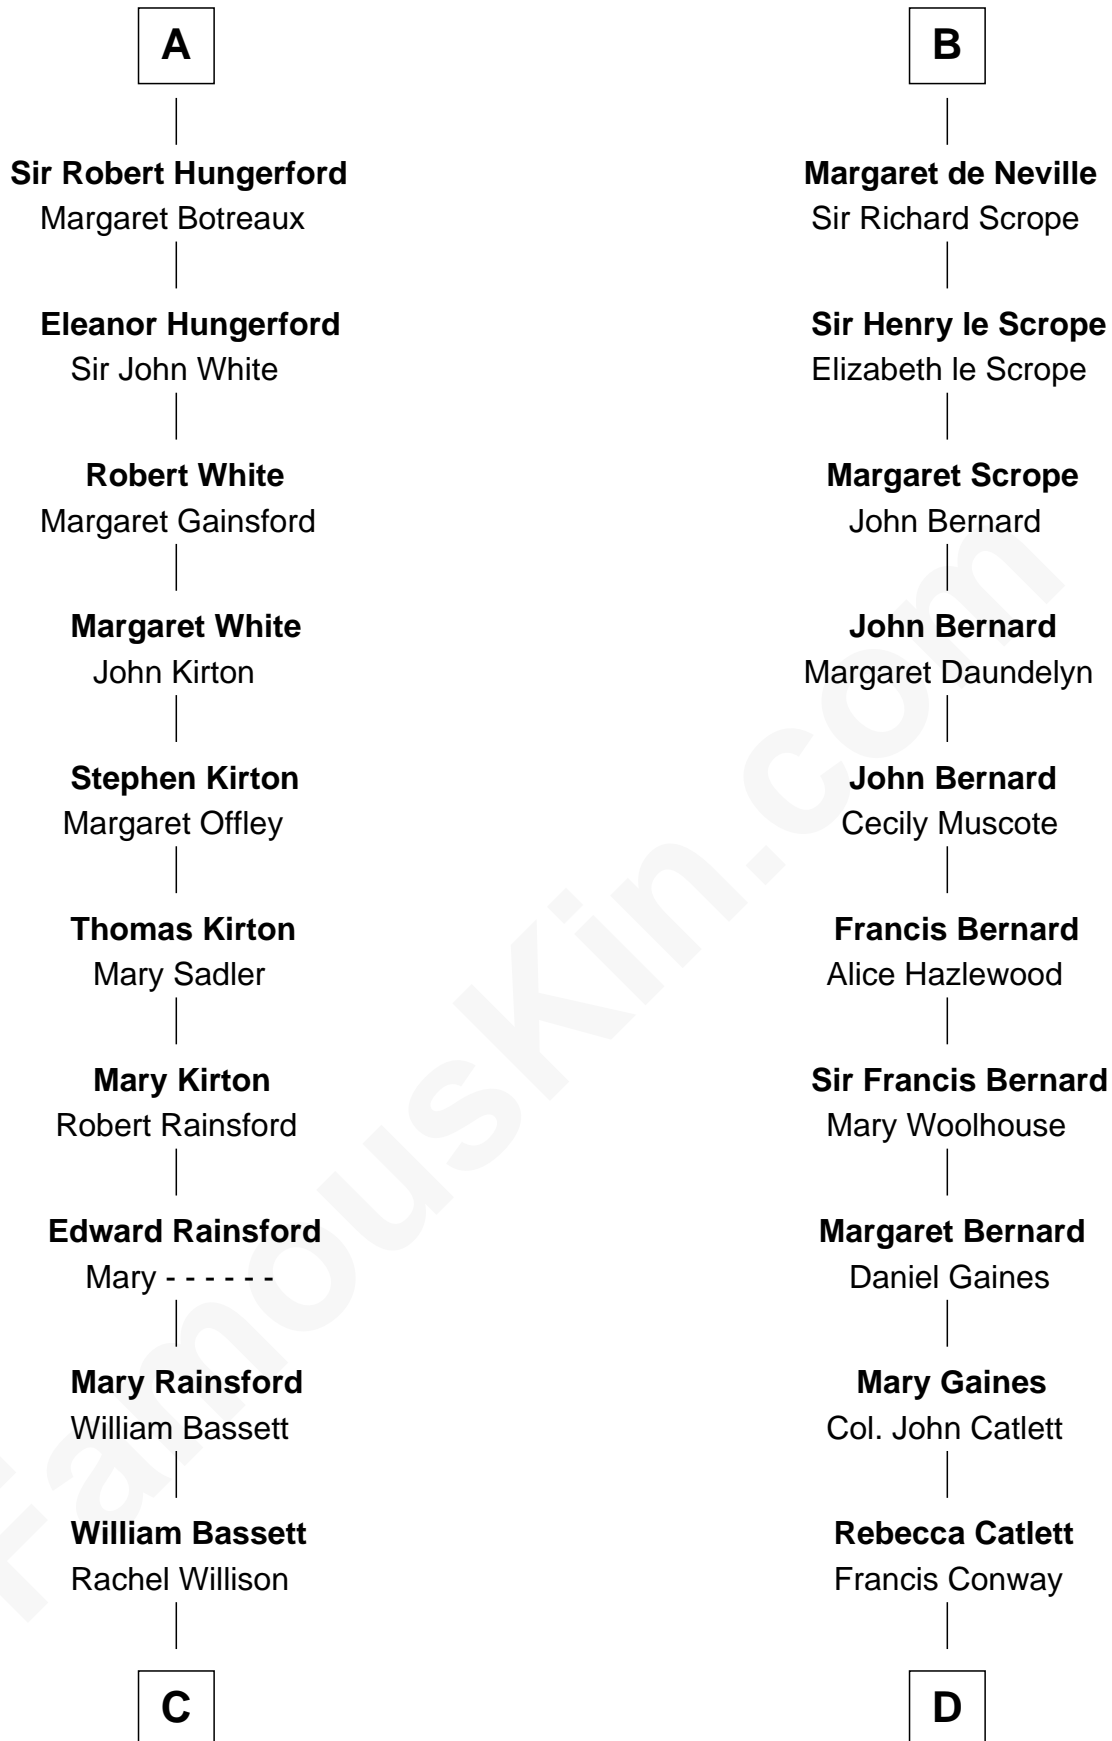 A
Sir Robert Hungerford
Margaret Botreaux
Eleanor Hungerford
Sir John White
Robert White
Margaret Gainsford
Margaret White
John Kirton
Stephen Kirton
Margaret Offley
Thomas Kirton
Mary Sadler
Mary Kirton
Robert Rainsford
Edward Rainsford
Mary - - - - - -
Mary Rainsford
William Bassett
William Bassett
Rachel Willison
C
B
Margaret de Neville
Sir Richard Scrope
Sir Henry le Scrope
Elizabeth le Scrope
Margaret Scrope
John Bernard
John Bernard
Margaret Daundelyn
John Bernard
Cecily Muscote
Francis Bernard
Alice Hazlewood
Sir Francis Bernard
Mary Woolhouse
Margaret Bernard
Daniel Gaines
Mary Gaines
Col. John Catlett
Rebecca Catlett
Francis Conway
D
FamousKin.com